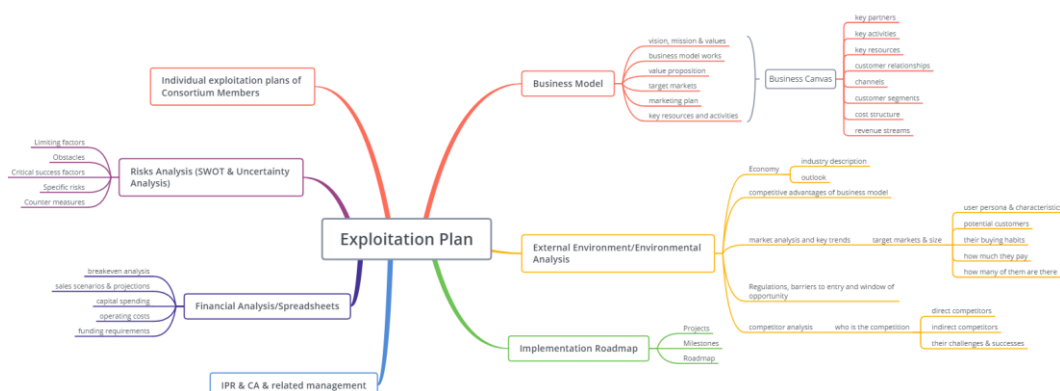 Exploitation Plan
Individual exploitation plans of
Consortium Members
Risks Analysis (SWOT & Uncertainty
Analysis)
Limiting factors
Obstacles
Critical success factors
Specific risks
Counter measures
Financial Analysis/Spreadsheets
breakeven analysis
sales scenarios & projections
capital spending
operating costs
funding requirements
IPR & CA & related management
Business Model
vision, mission & values
business model works
value proposition
target markets
marketing plan
key resources and activities
Business Canvas
key partners
key activities
key resources
customer relationships
channels
customer segments
cost structure
revenue streams
External Environment/Environmental
Analysis
Economy
industry description
outlook
competitive advantages of business model
market analysis and key trends
target markets & size
user persona & characteristics
potential customers
their buying habits
how much they pay
how many of them are there
Regulations, barriers to entry and window of
opportunity
competitor analysis
who is the competition
direct competitors
indirect competitors
their challenges & successes
Implementation Roadmap
Projects
Milestones
Roadmap